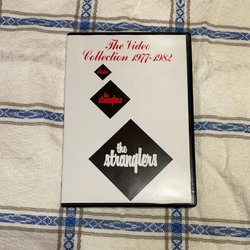 The Video
Collection 1977-1982
the
stranglers
the
stranglers
the
stranglers